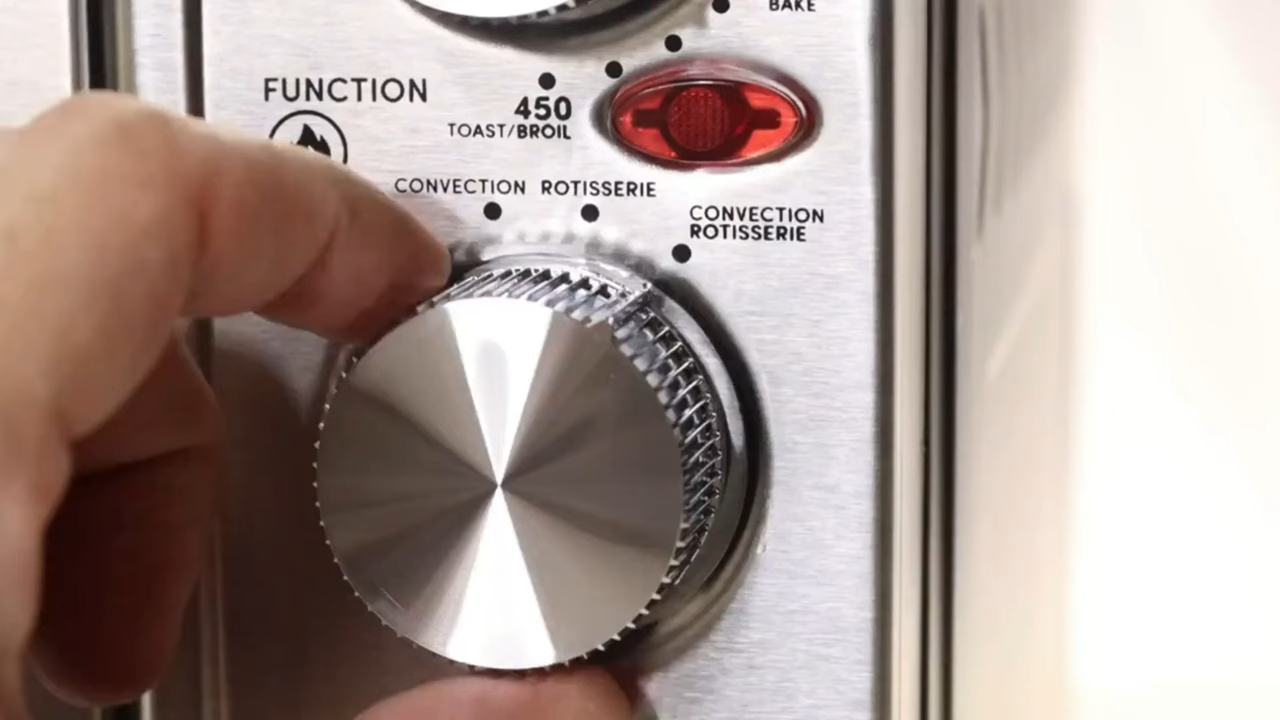 BAKE
FUNCTION
450
TOAST/BROIL
CONVECTION ROTISSERIE
CONVECTION
ROTISSERIE